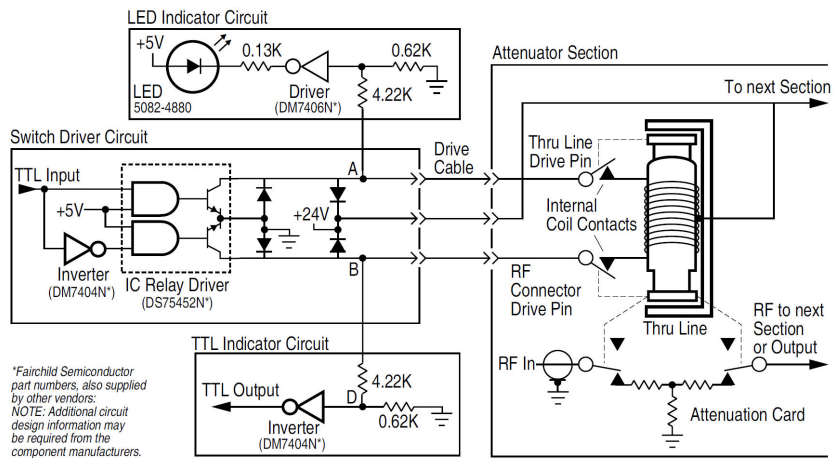 LED Indicator Circuit
+5V
0.13K
0.62K
LED
5082-4880
Driver
(DM7406N*)
4.22K
Attenuator Section
To next Section
Switch Driver Circuit
TTL Input
+5V
Inverter
(DM7404N*)
IC Relay Driver
(DS75452N*)
+24V
A
B
Drive
Cable
Thru Line
Drive Pin
Internal
Coil Contacts
RF
Connector
Drive Pin
Thru Line
RF to next
Section
or Output
RF In
Attenuation Card
TTL Indicator Circuit
TTL Output
D
4.22K
0.62K
Inverter
(DM7404N*)
*Fairchild Semiconductor
part numbers, also supplied
by other vendors:
NOTE: Additional circuit
design information may
be required from the
component manufacturers.